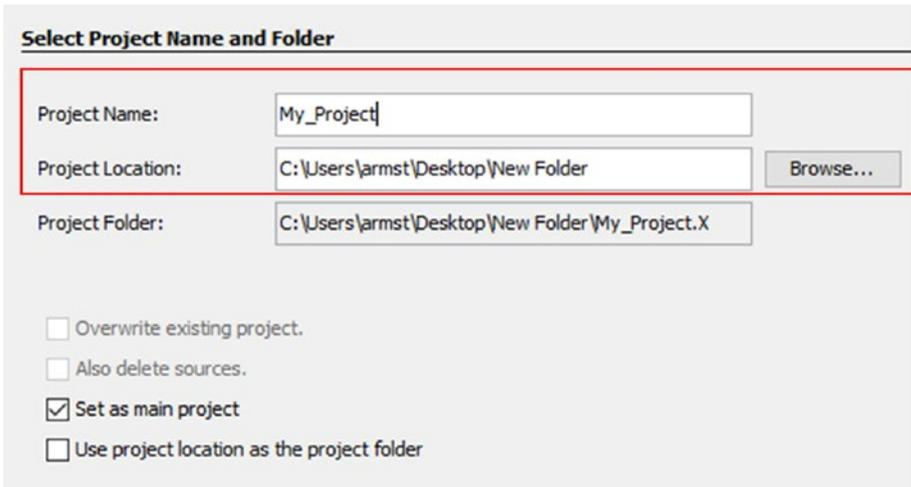 Select Project Name and Folder
Project Name: My_Project
Project Location: C:\Users\armst\Desktop\New Folder Browse...
Project Folder: C:\Users\armst\Desktop\New Folder\My_Project.X
Overwrite existing project.
Also delete sources.
Set as main project
Use project location as the project folder